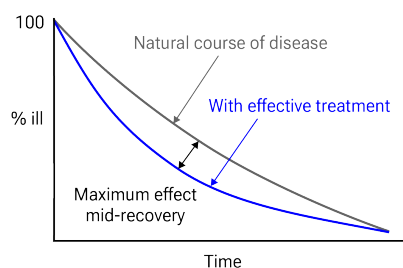 100
Natural course of disease
With effective treatment
% ill
Maximum effect
mid-recovery
Time